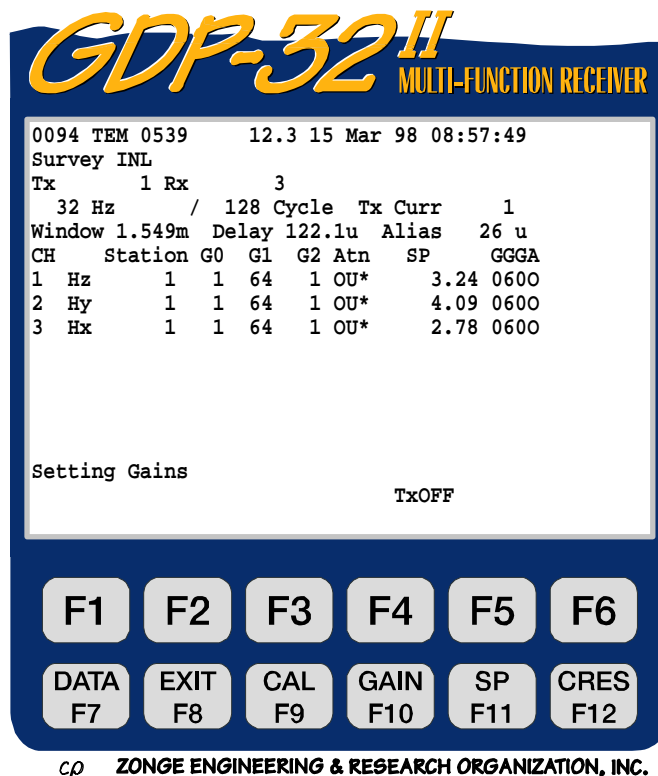 GDP-32 II
MULTI-FUNCTION RECEIVER
0094 TEM 0539 12.3 15 Mar 98 08:57:49
Survey INL
Tx 1 Rx 3
32 Hz / 128 Cycle Tx Curr 1
Window 1.549m Delay 122.1u Alias 26 u
CH Station G0 G1 G2 Atn SP GGGA
1 Hz 1 1 64 1 OU* 3.24 060O
2 Hy 1 1 64 1 OU* 4.09 060O
3 Hx 1 1 64 1 OU* 2.78 060O
Setting Gains
TxOFF
F1 F2 F3 F4 F5 F6
DATA EXIT CAL GAIN SP CRES
F7 F8 F9 F10 F11 F12
ZONGE ENGINEERING & RESEARCH ORGANIZATION, INC.